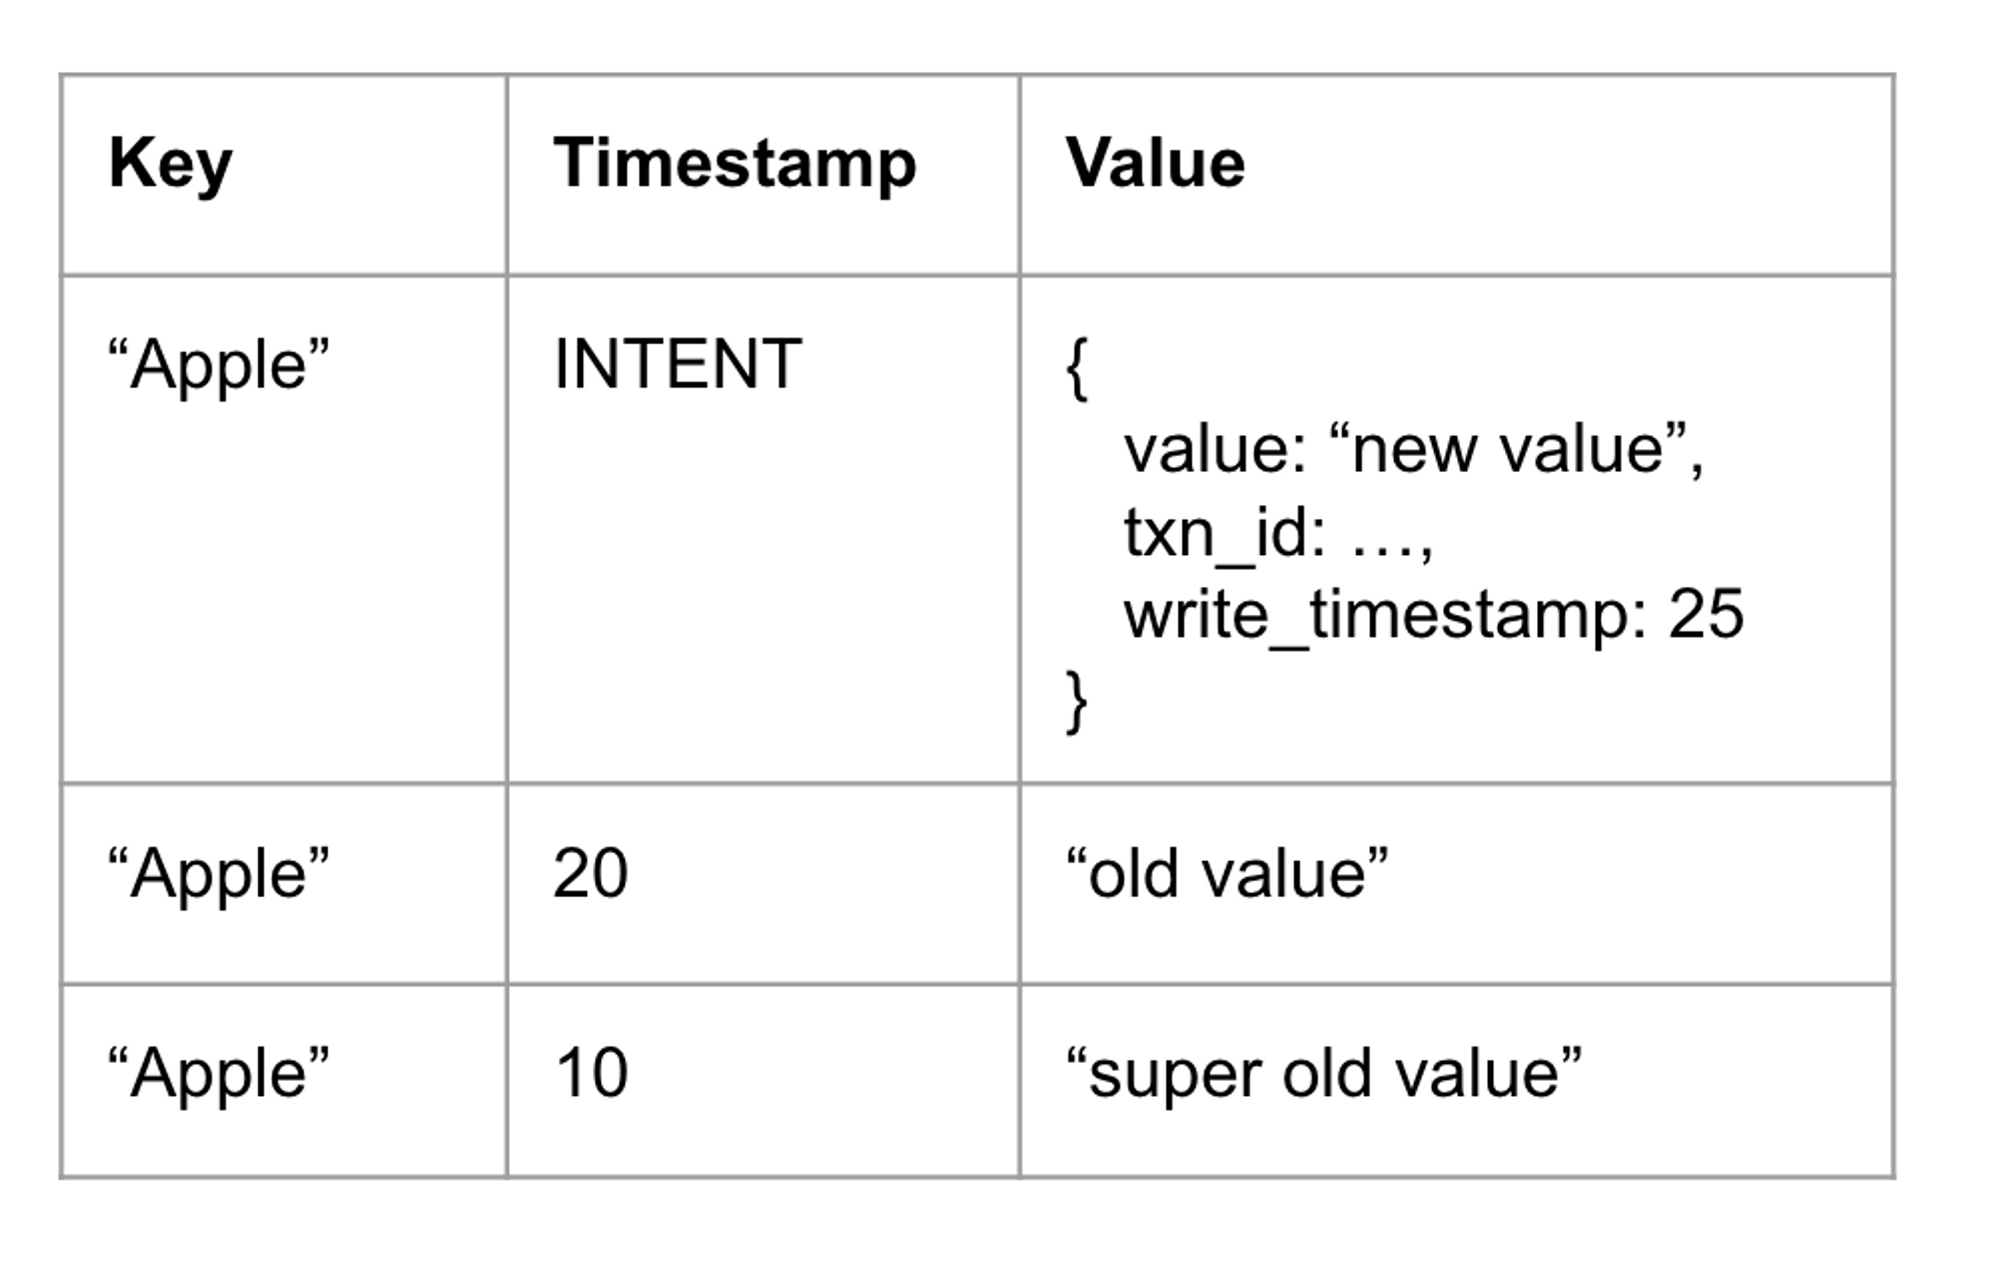 Key Timestamp Value
“Apple” INTENT {
value: “new value”,
txn_id: …,
write_timestamp: 25
}
“Apple” 20 “old value”
“Apple” 10 “super old value”